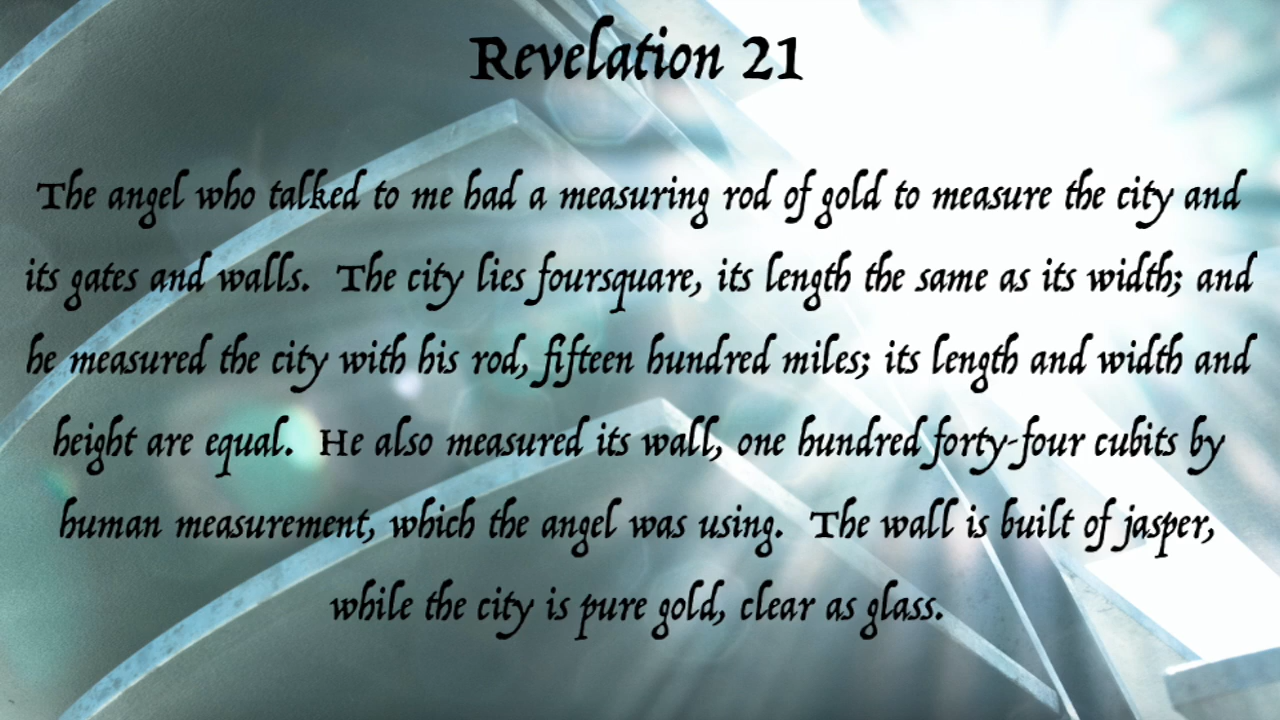 Revelation 21
The angel who talked to me had a measuring rod of gold to measure the city and
its gates and walls.  The city lies foursquare, its length the same as its width; and
he measured the city with his rod, fifteen hundred miles; its length and width and
height are equal.  He also measured its wall, one hundred forty-four cubits by
human measurement, which the angel was using.  The wall is built of jasper,
while the city is pure gold, clear as glass.